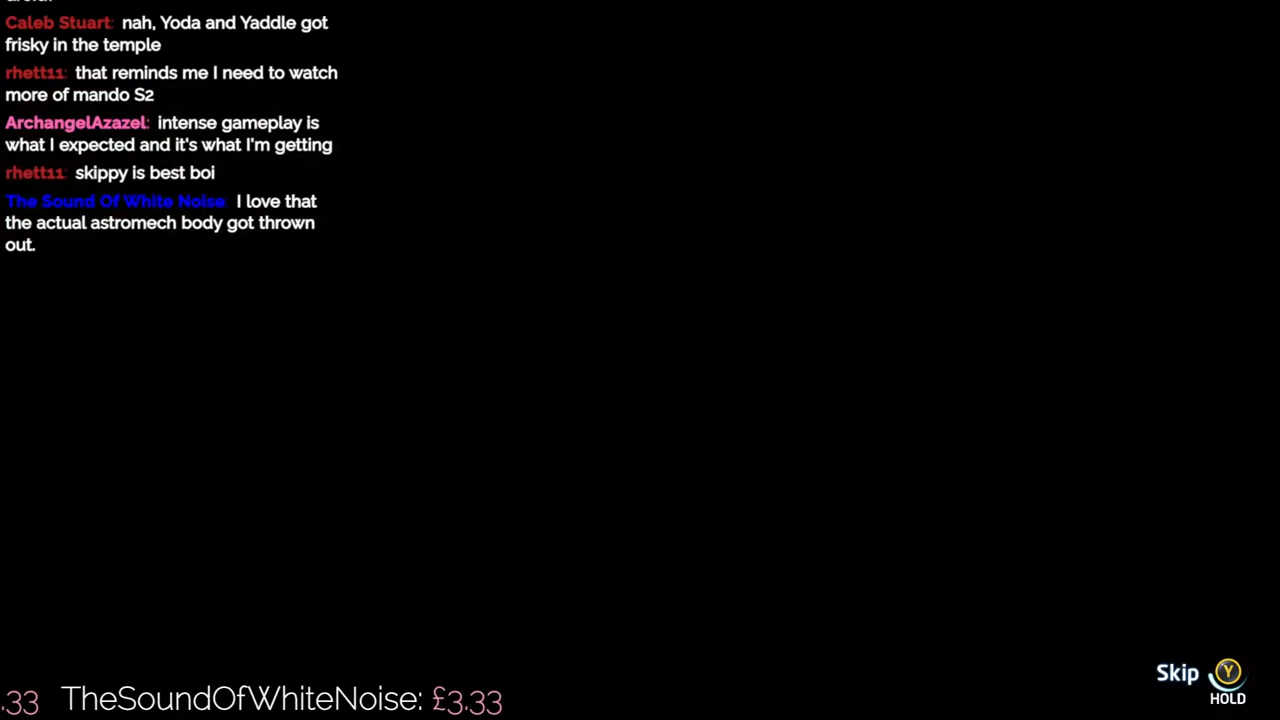 Caleb Stuart: nah, Yoda and Yaddle got
frisky in the temple
rhett11: that reminds me I need to watch
more of mando S2
ArchangelAzazel: intense gameplay is
what I expected and it's what I'm getting
rhett11: skippy is best boi
The Sound Of White Noise: I love that
the actual astromech body got thrown
out.
Skip Y
HOLD
.33 TheSoundOfWhiteNoise: £3.33